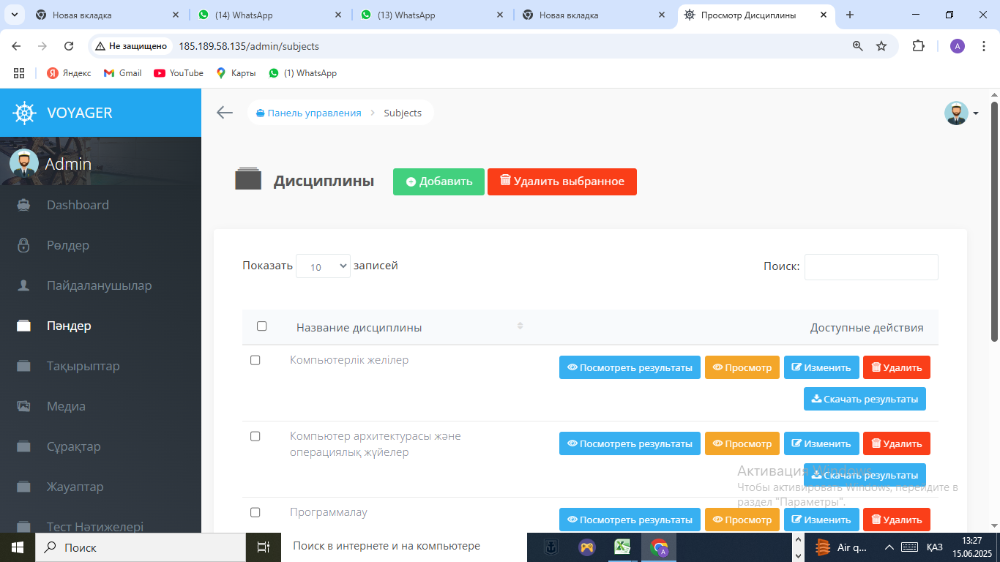 Новая вкладка
(14) WhatsApp
(13) WhatsApp
Новая вкладка
Просмотр Дисциплины
Не защищено
185.189.58.135/admin/subjects
A
Яндекс
Gmail
YouTube
Карты
(1) WhatsApp
VOYAGER
Панель управления
Subjects
Admin
Dashboard
Рөлдер
Пайдаланушылар
Пәндер
Тақырыптар
Медиа
Сұрақтар
Жауаптар
Тест Нәтижелері
Дисциплины
Добавить
Удалить выбранное
Показать 10 записей
Поиск:
Название дисциплины
Доступные действия
Компьютерлік желілер
Посмотреть результаты
Просмотр
Изменить
Удалить
Скачать результаты
Компьютер архитектурасы және
операциялық жүйелер
Посмотреть результаты
Просмотр
Изменить
Удалить
Скачать результаты
Программалау
Посмотреть результаты
Просмотр
Изменить
Удалить
Активация Windows
Чтобы активировать Windows, перейдите в
раздел "Параметры".
Поиск
Поиск в интернете и на компьютере
Air q...
ҚАЗ
13:27
15.06.2025